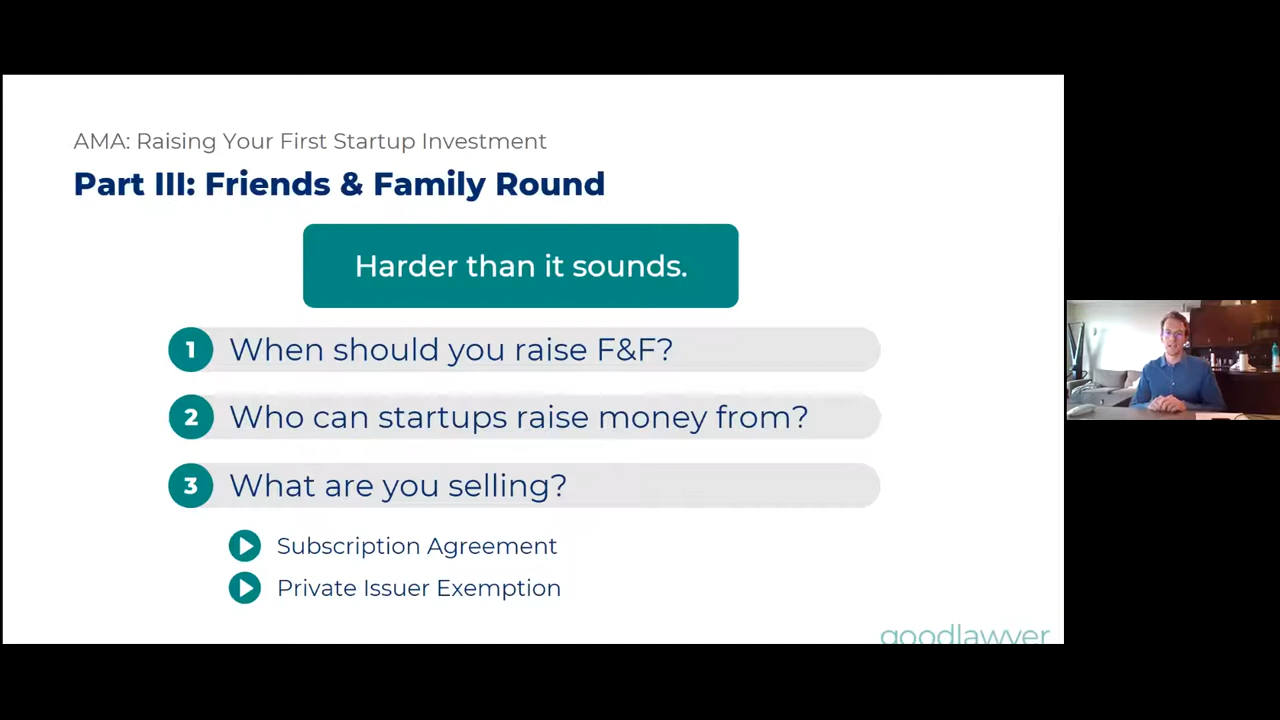 AMA: Raising Your First Startup Investment
Part III: Friends & Family Round
Harder than it sounds.
1 When should you raise F&F?
2 Who can startups raise money from?
3 What are you selling?
Subscription Agreement
Private Issuer Exemption
goodlawyer